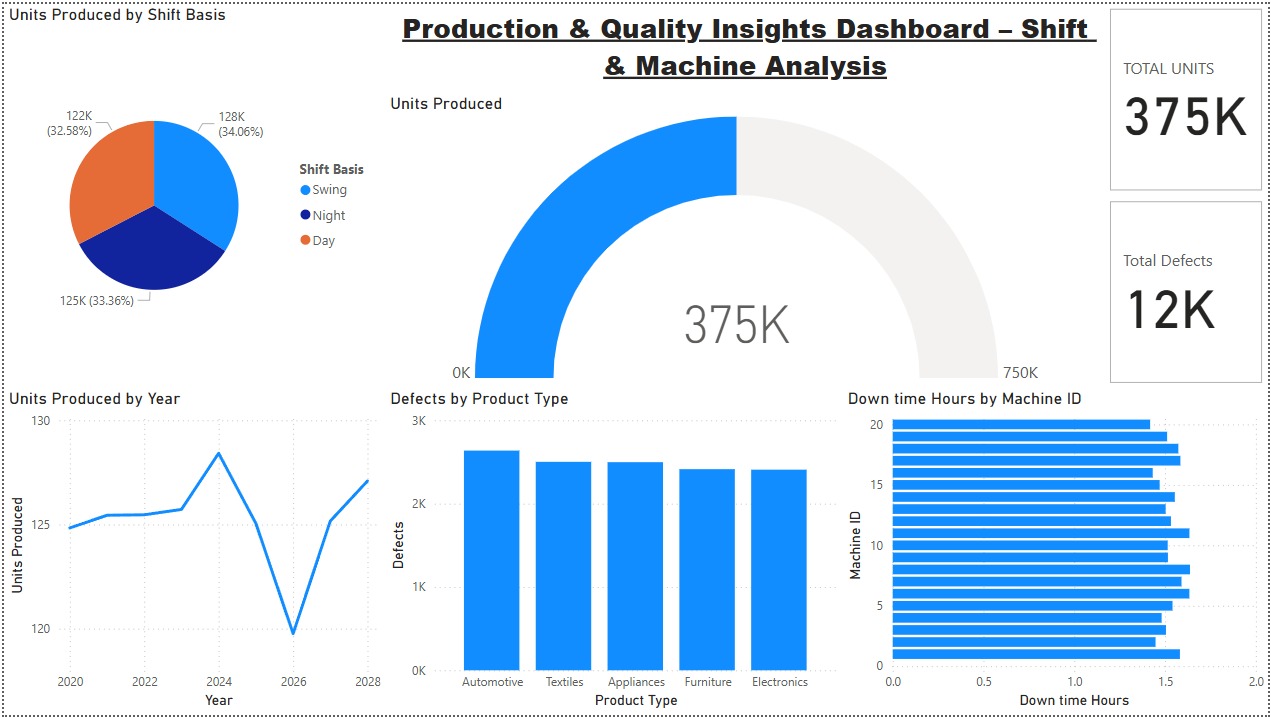 Units Produced by Shift Basis
Production & Quality Insights Dashboard – Shift
& Machine Analysis
122K
(32.58%)
128K
(34.06%)
125K (33.36%)
Shift Basis
Swing
Night
Day
Units Produced
375K
0K
750K
TOTAL UNITS
375K
Total Defects
12K
Units Produced by Year
130
125
120
Units Produced
2020 2022 2024 2026 2028
Year
Defects by Product Type
3K
2K
1K
0K
Defects
Automotive Textiles Appliances Furniture Electronics
Product Type
Down time Hours by Machine ID
20
15
10
5
0
Machine ID
0.0 0.5 1.0 1.5 2.0
Down time Hours